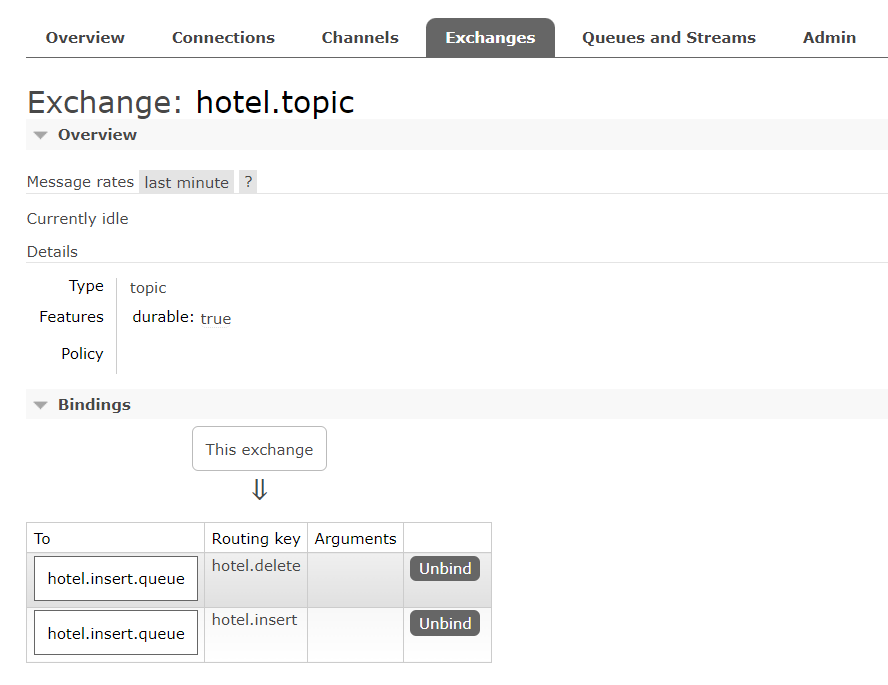 Overview Connections Channels Exchanges Queues and Streams Admin
Exchange: hotel.topic
Overview
Message rates last minute ?
Currently idle
Details
Type topic
Features durable: true
Policy
Bindings
This exchange
⇓
To Routing key Arguments
hotel.insert.queue hotel.delete Unbind
hotel.insert.queue hotel.insert Unbind